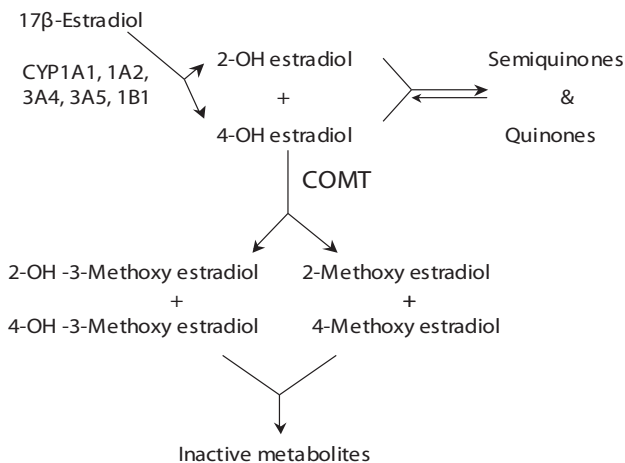 17β-Estradiol
CYP1A1, 1A2,
3A4, 3A5, 1B1
2-OH estradiol
+
4-OH estradiol
Semiquinones
&
Quinones
COMT
2-OH -3-Methoxy estradiol
+
4-OH -3-Methoxy estradiol
2-Methoxy estradiol
+
4-Methoxy estradiol
Inactive metabolites